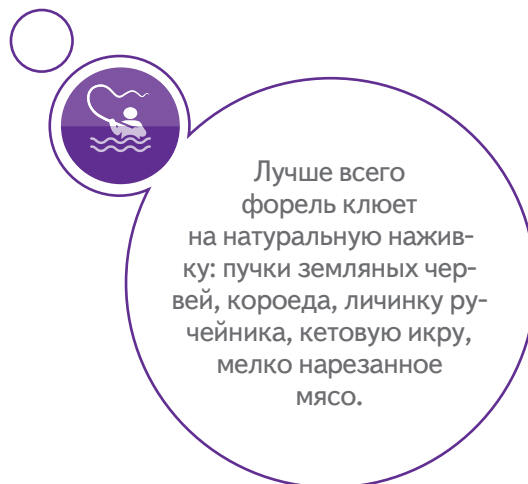 Лучше всего
форель клюет
на натуральную нажив-
ку: пучки земляных чер-
вей, короеда, личинку ру-
чейника, кетовую икру,
мелко нарезанное
мясо.